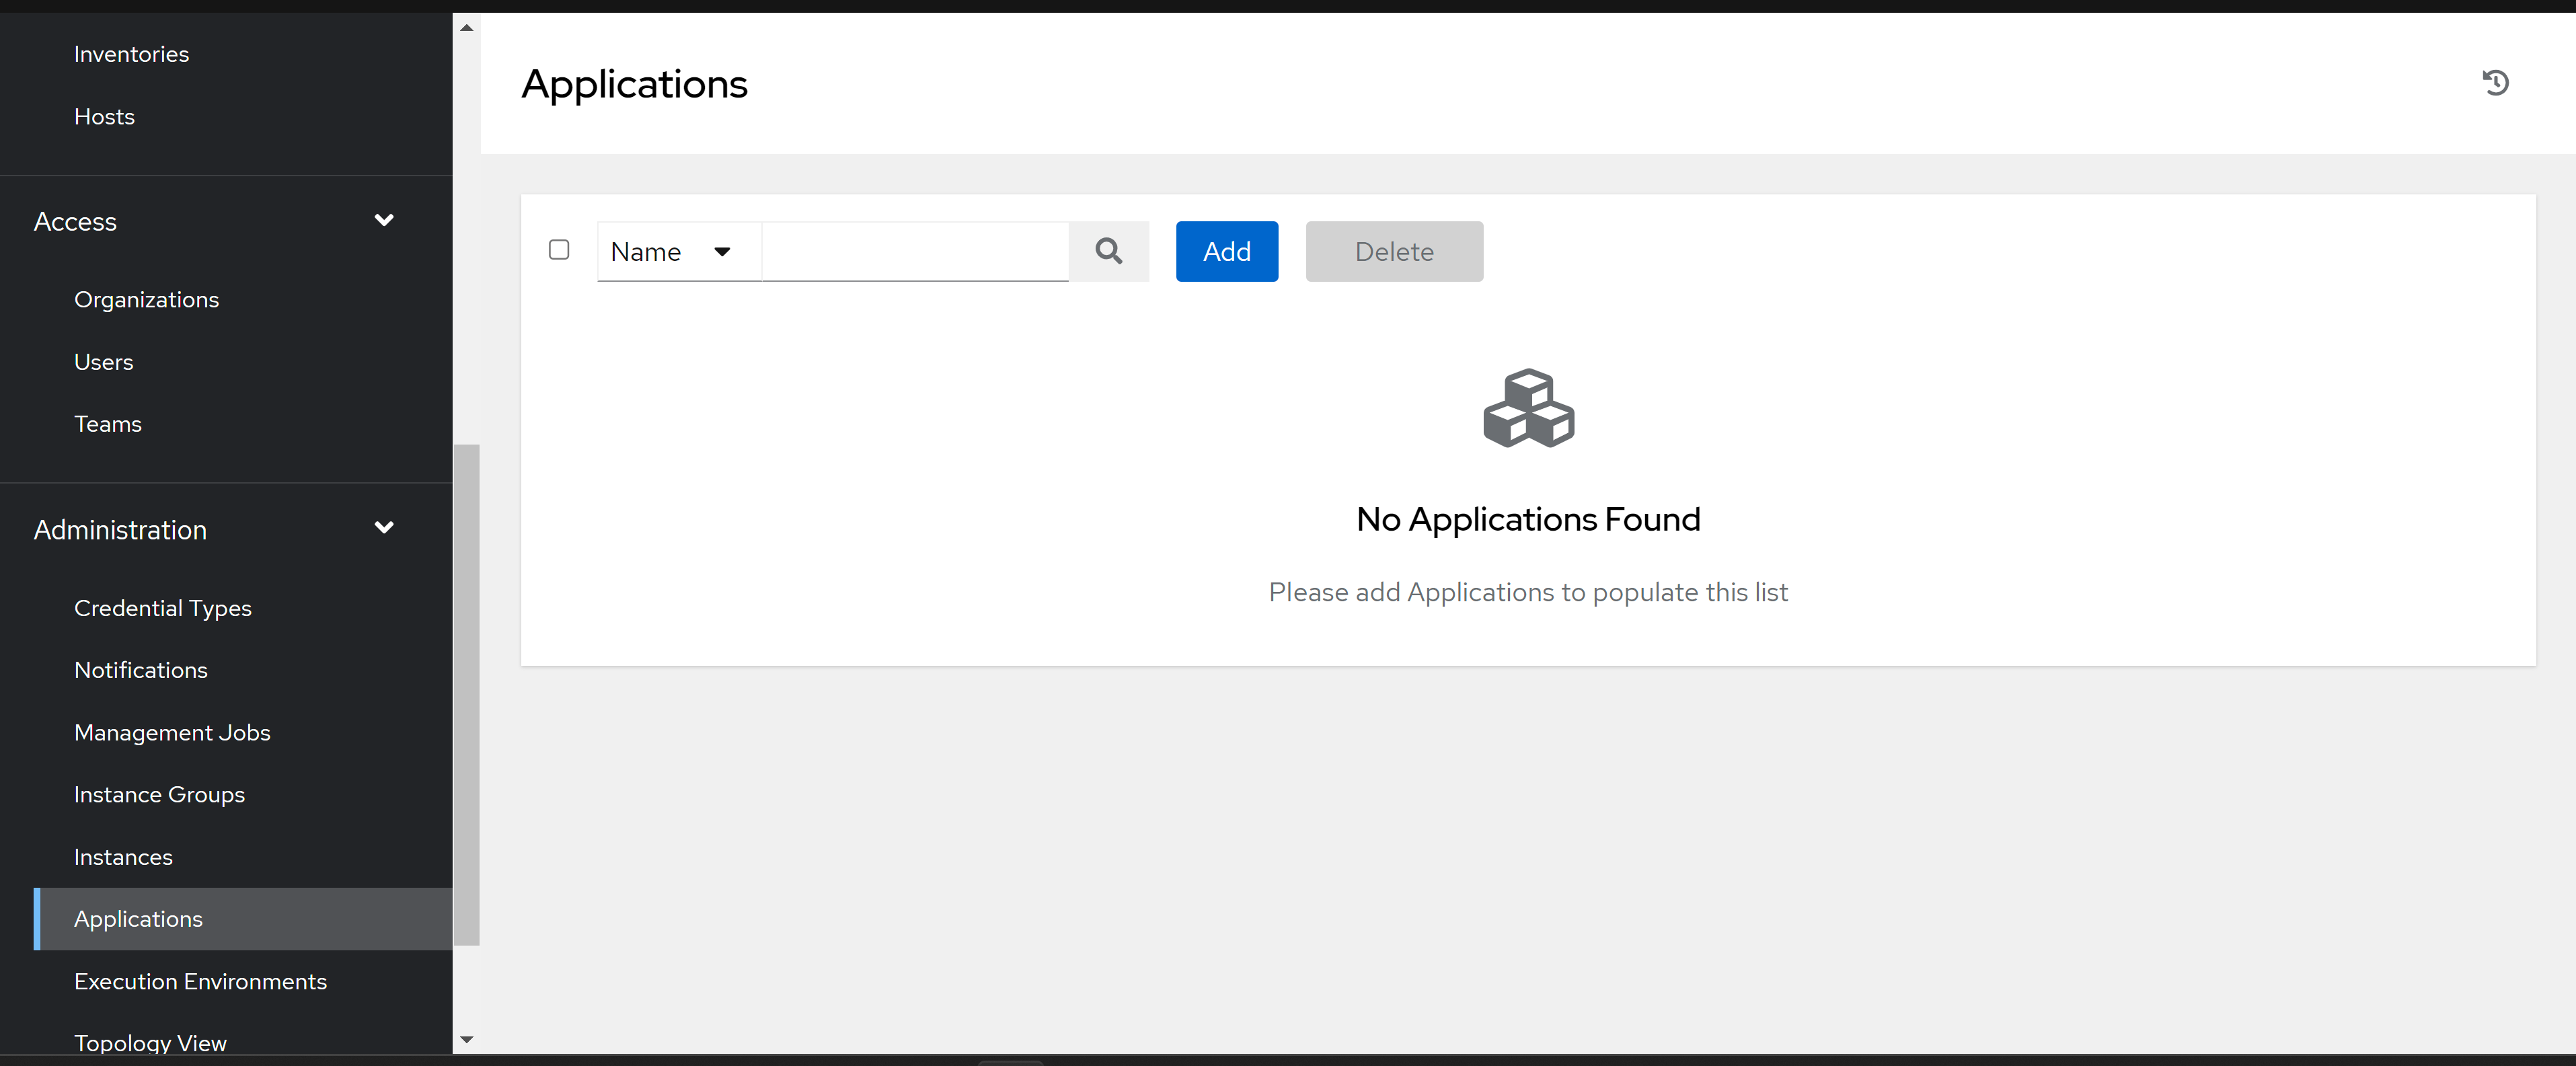 Inventories
Hosts
Access
Organizations
Users
Teams
Administration
Credential Types
Notifications
Management Jobs
Instance Groups
Instances
Applications
Execution Environments
Topology View
Applications
Name
Add
Delete
No Applications Found
Please add Applications to populate this list